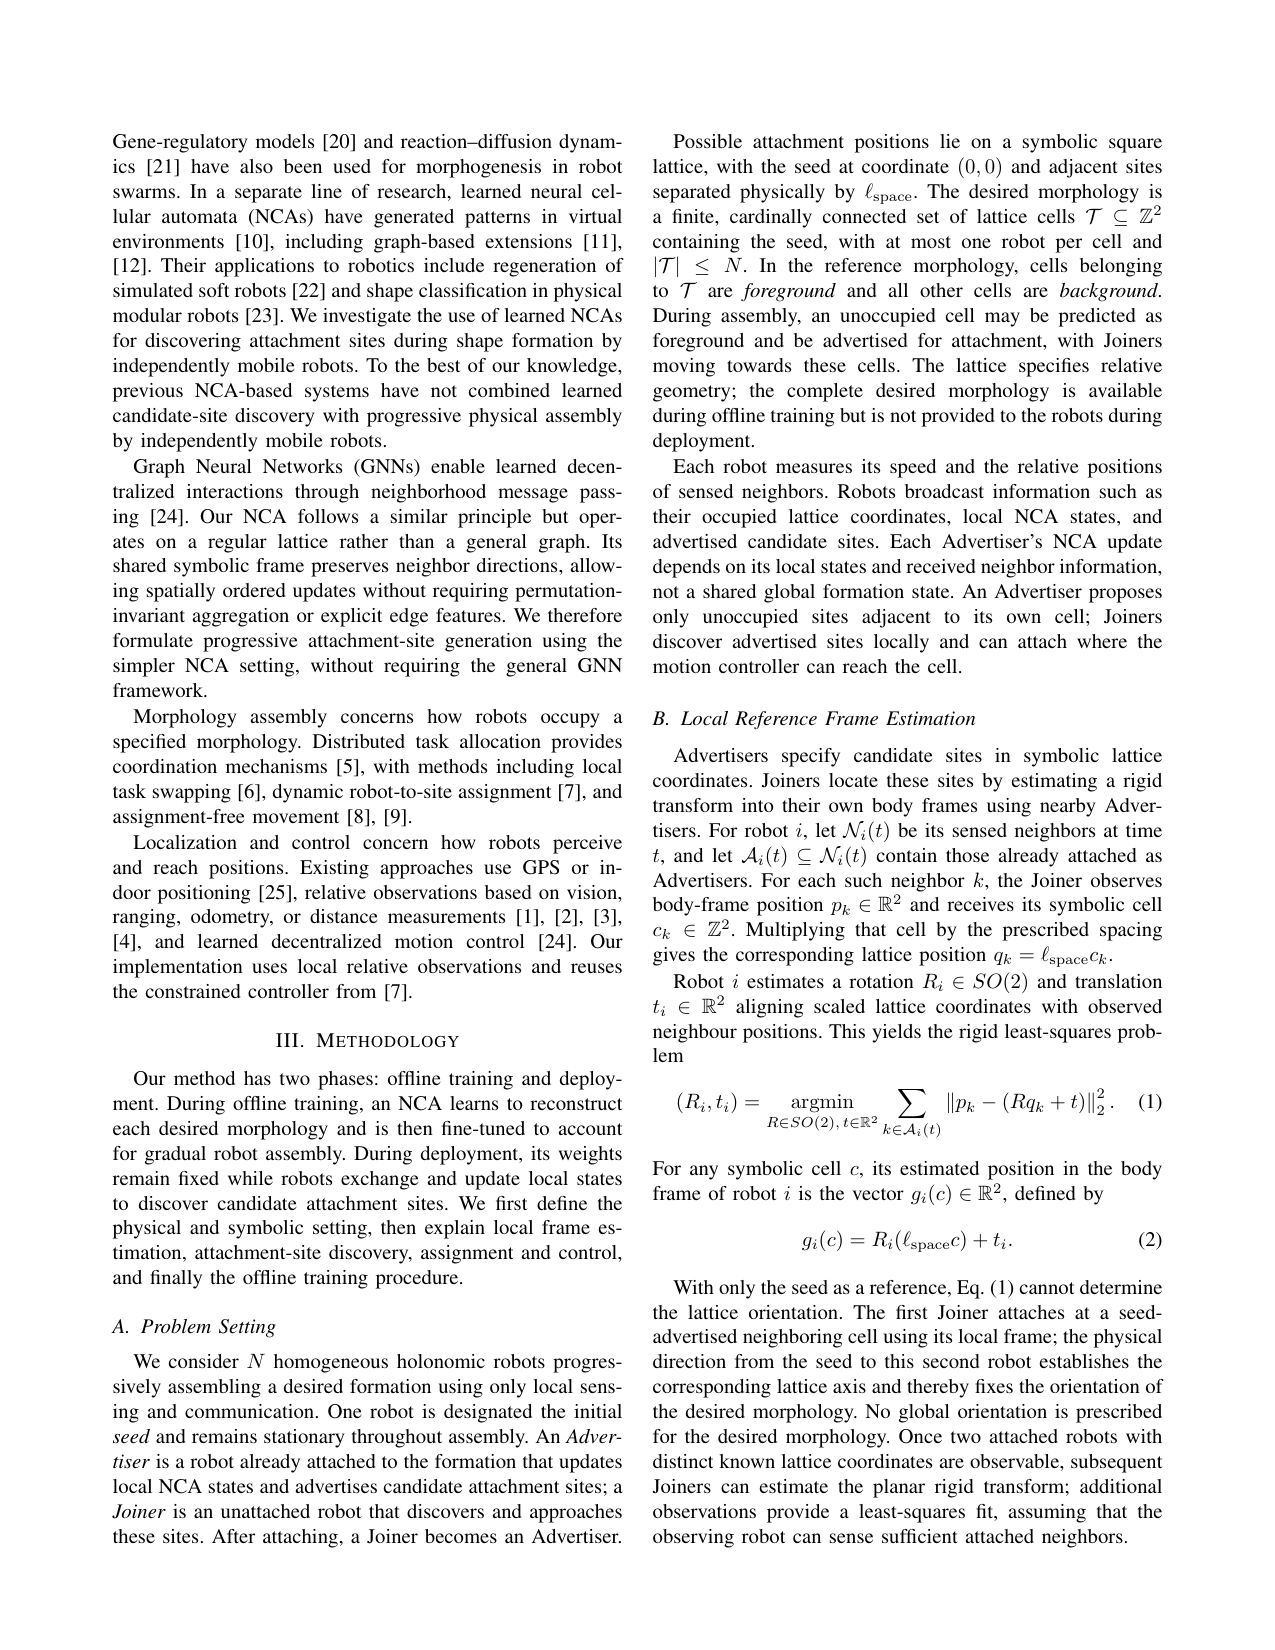 Gene-regulatory models [20] and reaction–diffusion dynam-
ics [21] have also been used for morphogenesis in robot
swarms. In a separate line of research, learned neural cel-
lular automata (NCAs) have generated patterns in virtual
environments [10], including graph-based extensions [11],
[12]. Their applications to robotics include regeneration of
simulated soft robots [22] and shape classification in physical
modular robots [23]. We investigate the use of learned NCAs
for discovering attachment sites during shape formation by
independently mobile robots. To the best of our knowledge,
previous NCA-based systems have not combined learned
candidate-site discovery with progressive physical assembly
by independently mobile robots.
Graph Neural Networks (GNNs) enable learned decen-
tralized interactions through neighborhood message pass-
ing [24]. Our NCA follows a similar principle but oper-
ates on a regular lattice rather than a general graph. Its
shared symbolic frame preserves neighbor directions, allow-
ing spatially ordered updates without requiring permutation-
invariant aggregation or explicit edge features. We therefore
formulate progressive attachment-site generation using the
simpler NCA setting, without requiring the general GNN
framework.
Morphology assembly concerns how robots occupy a
specified morphology. Distributed task allocation provides
coordination mechanisms [5], with methods including local
task swapping [6], dynamic robot-to-site assignment [7], and
assignment-free movement [8], [9].
Localization and control concern how robots perceive
and reach positions. Existing approaches use GPS or in-
door positioning [25], relative observations based on vision,
ranging, odometry, or distance measurements [1], [2], [3],
[4], and learned decentralized motion control [24]. Our
implementation uses local relative observations and reuses
the constrained controller from [7].
III. METHODOLOGY
Our method has two phases: offline training and deploy-
ment. During offline training, an NCA learns to reconstruct
each desired morphology and is then fine-tuned to account
for gradual robot assembly. During deployment, its weights
remain fixed while robots exchange and update local states
to discover candidate attachment sites. We first define the
physical and symbolic setting, then explain local frame es-
timation, attachment-site discovery, assignment and control,
and finally the offline training procedure.
A. Problem Setting
We consider N homogeneous holonomic robots progres-
sively assembling a desired formation using only local sens-
ing and communication. One robot is designated the initial
seed and remains stationary throughout assembly. An Adver-
tiser is a robot already attached to the formation that updates
local NCA states and advertises candidate attachment sites; a
Joiner is an unattached robot that discovers and approaches
these sites. After attaching, a Joiner becomes an Advertiser.
Possible attachment positions lie on a symbolic square
lattice, with the seed at coordinate (0, 0) and adjacent sites
separated physically by ℓ_space. The desired morphology is
a finite, cardinally connected set of lattice cells 𝒯 ⊆ ℤ²
containing the seed, with at most one robot per cell and
|𝒯| ≤ N. In the reference morphology, cells belonging
to 𝒯 are foreground and all other cells are background.
During assembly, an unoccupied cell may be predicted as
foreground and be advertised for attachment, with Joiners
moving towards these cells. The lattice specifies relative
geometry; the complete desired morphology is available
during offline training but is not provided to the robots during
deployment.
Each robot measures its speed and the relative positions
of sensed neighbors. Robots broadcast information such as
their occupied lattice coordinates, local NCA states, and
advertised candidate sites. Each Advertiser's NCA update
depends on its local states and received neighbor information,
not a shared global formation state. An Advertiser proposes
only unoccupied sites adjacent to its own cell; Joiners
discover advertised sites locally and can attach where the
motion controller can reach the cell.
B. Local Reference Frame Estimation
Advertisers specify candidate sites in symbolic lattice
coordinates. Joiners locate these sites by estimating a rigid
transform into their own body frames using nearby Adver-
tisers. For robot i, let 𝒩_i(t) be its sensed neighbors at time
t, and let 𝒜_i(t) ⊆ 𝒩_i(t) contain those already attached as
Advertisers. For each such neighbor k, the Joiner observes
body-frame position p_k ∈ ℝ² and receives its symbolic cell
c_k ∈ ℤ². Multiplying that cell by the prescribed spacing
gives the corresponding lattice position q_k = ℓ_space c_k.
Robot i estimates a rotation R_i ∈ SO(2) and translation
t_i ∈ ℝ² aligning scaled lattice coordinates with observed
neighbour positions. This yields the rigid least-squares prob-
lem
(R_i, t_i) = argmin_{R∈SO(2), t∈ℝ²} ∑_{k∈𝒜_i(t)} ‖p_k − (Rq_k + t)‖₂². (1)
For any symbolic cell c, its estimated position in the body
frame of robot i is the vector g_i(c) ∈ ℝ², defined by
g_i(c) = R_i(ℓ_space c) + t_i. (2)
With only the seed as a reference, Eq. (1) cannot determine
the lattice orientation. The first Joiner attaches at a seed-
advertised neighboring cell using its local frame; the physical
direction from the seed to this second robot establishes the
corresponding lattice axis and thereby fixes the orientation of
the desired morphology. No global orientation is prescribed
for the desired morphology. Once two attached robots with
distinct known lattice coordinates are observable, subsequent
Joiners can estimate the planar rigid transform; additional
observations provide a least-squares fit, assuming that the
observing robot can sense sufficient attached neighbors.